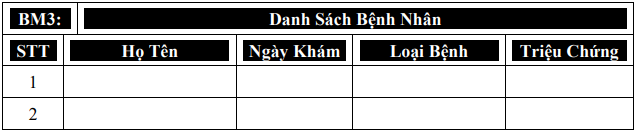 BM3: Danh Sách Bệnh Nhân
STT Họ Tên Ngày Khám Loại Bệnh Triệu Chứng
1
2